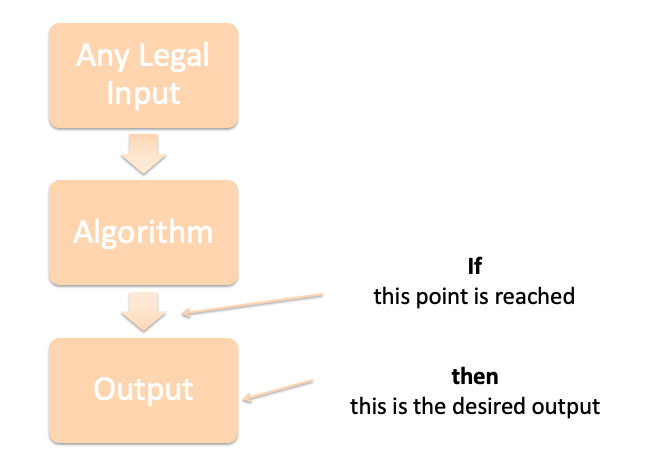 Any Legal
Input
Algorithm
If
this point is reached
then
this is the desired output
Output